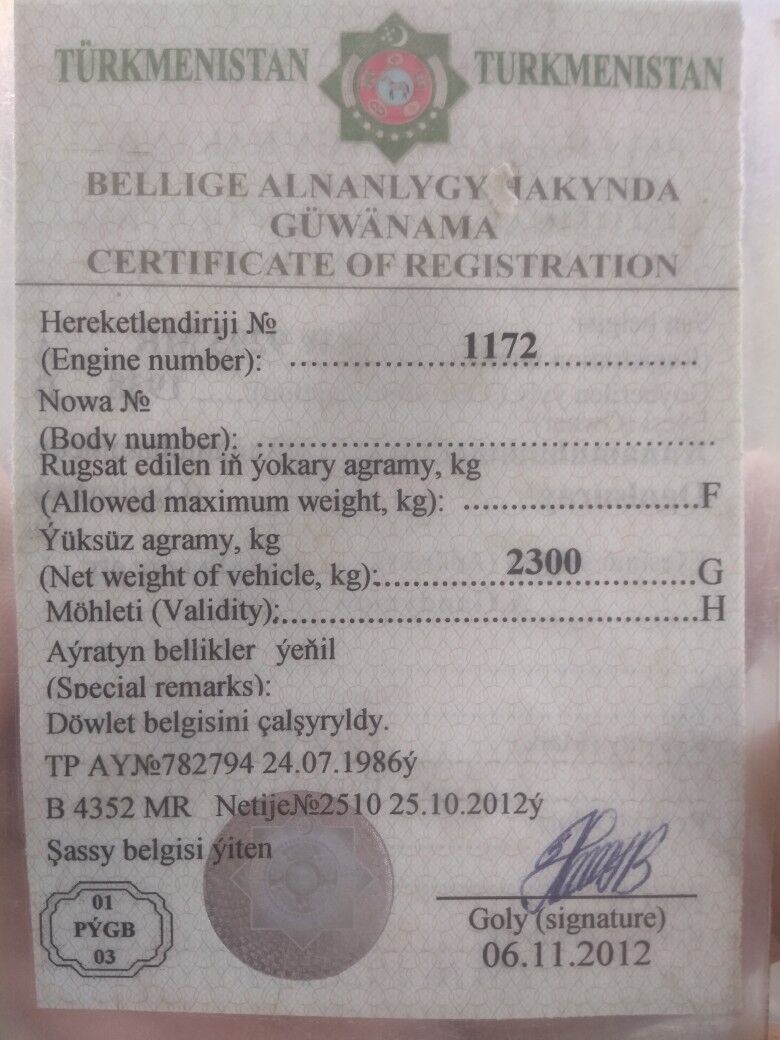 TÜRKMENISTAN TURKMENISTAN
BELLIGE ALNANLYGY HAKYNDA
GÜWÄNAMA
CERTIFICATE OF REGISTRATION
Hereketlendiriji №
(Engine number): ........................1172......................
Nowa №
(Body number): ......................................................
Rugsat edilen iň ýokary agramy, kg
(Allowed maximum weight, kg): ...........................F
Ýüksüz agramy, kg
(Net weight of vehicle, kg):...............2300...............G
Möhleti (Validity):..................................................H
Aýratyn bellikler ýeňil
(Special remarks):
Döwlet belgisini çalşyryldy.
TP AY№782794 24.07.1986ý
B 4352 MR Netije№2510 25.10.2012ý
Şassy belgisi ýiten
01
PÝGB
03
Goly (signature)
06.11.2012